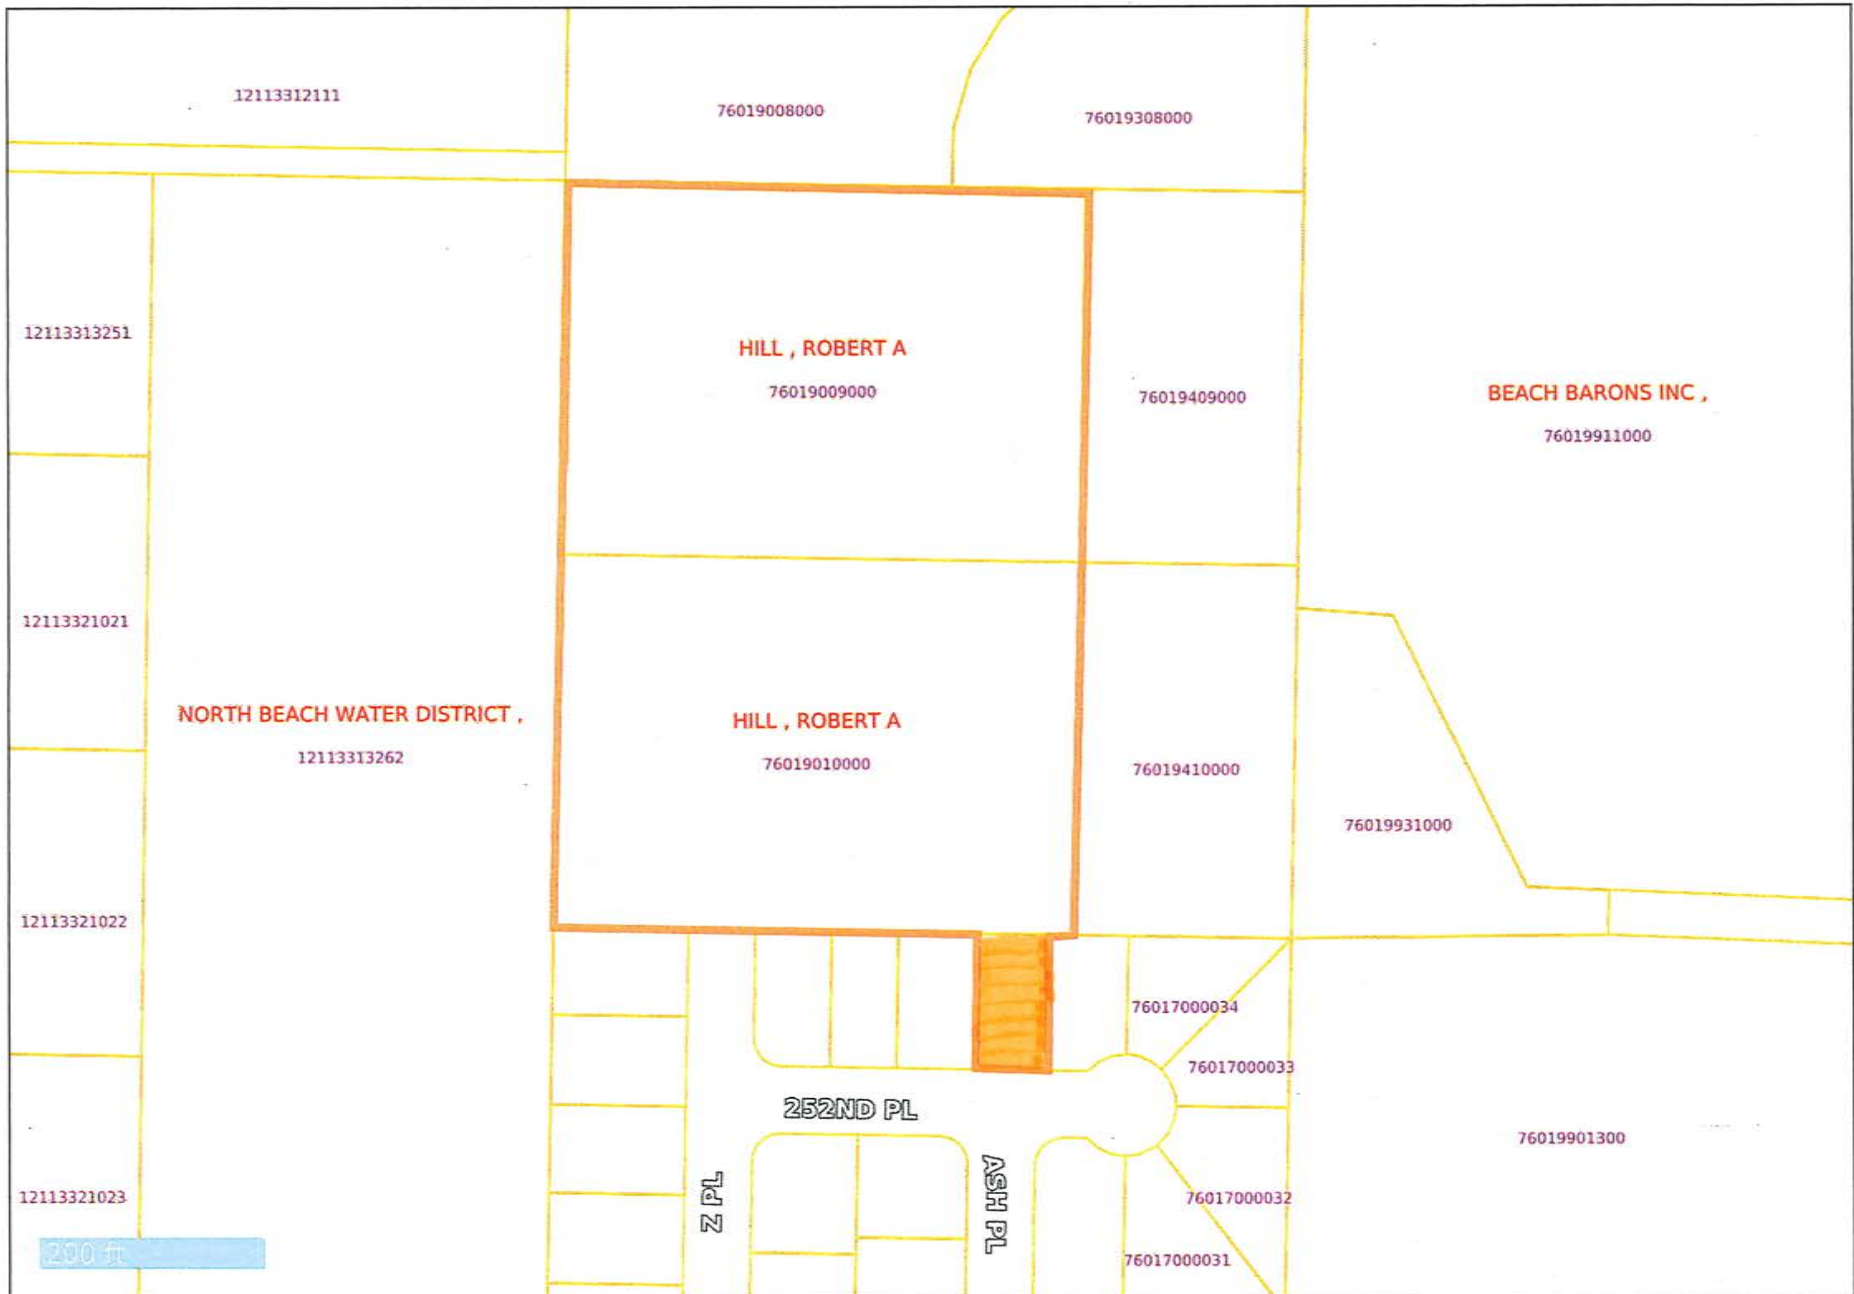 12113312111
76019008000
76019308000
12113313251
HILL , ROBERT A
76019009000
76019409000
BEACH BARONS INC ,
76019911000
12113321021
NORTH BEACH WATER DISTRICT ,
12113313262
HILL , ROBERT A
76019010000
76019410000
76019931000
12113321022
76017000034
76017000033
252ND PL
76019901300
Z PL
ASH PL
12113321023
76017000032
76017000031
200 ft